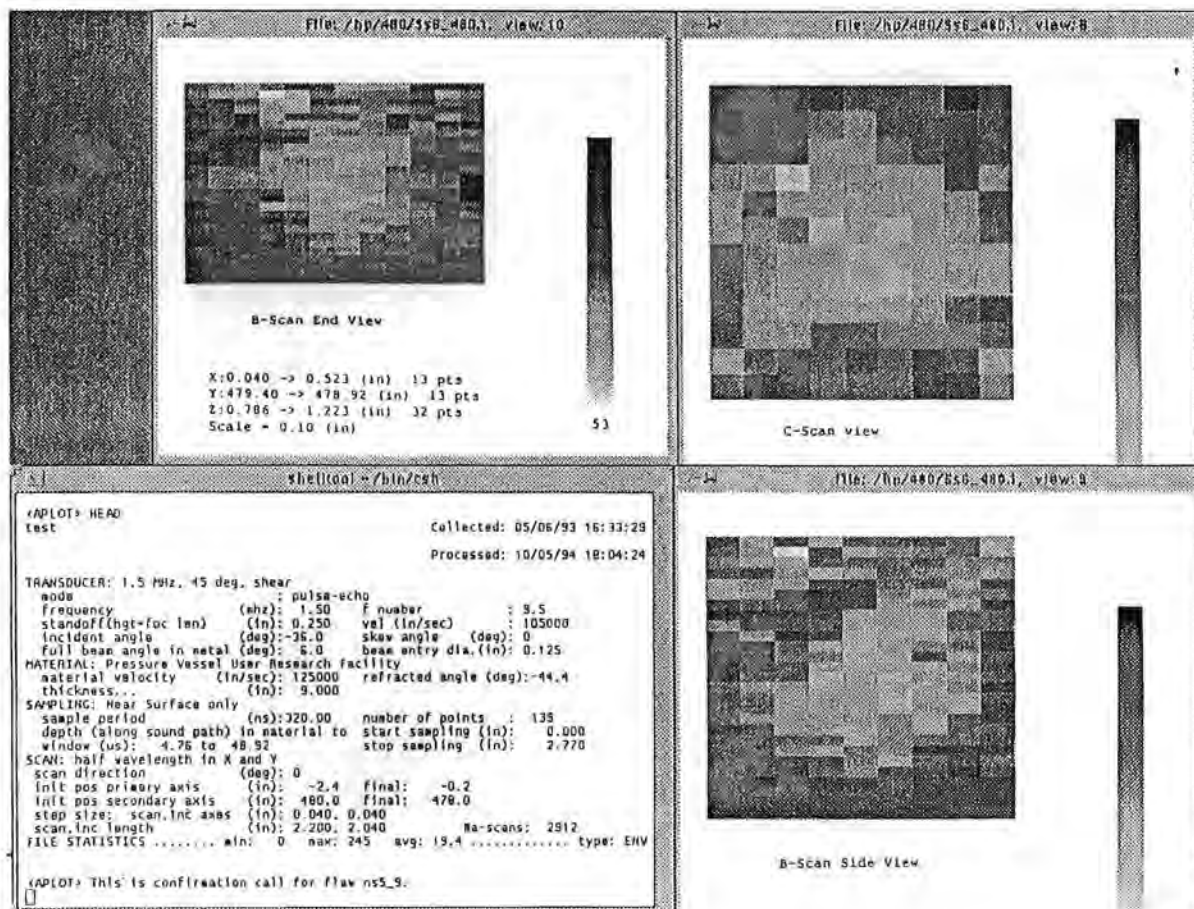 File: /hp/480/5s6_480.1, view: 10
B-Scan End View
X:0.040 -> 0.523 (in) 13 pts
Y:479.40 -> 478.92 (in) 13 pts
Z:0.786 -> 1.223 (in) 32 pts
Scale = 0.10 (in)
53
File: /hp/480/5s6_480.1, view: 8
C-Scan view
shelltool - /bin/csh
<APLOT> HEAD
test
Collected: 05/06/93 16:33:29
Processed: 10/05/94 18:04:24
TRANSDUCER: 1.5 MHz, 45 deg, shear
mode : pulse-echo
frequency (mhz): 1.50 f number : 9.5
standoff(hgt-foc len) (in): 0.250 vel (in/sec) : 105000
incident angle (deg):-36.0 skew angle (deg): 0
full beam angle in metal (deg): 6.0 beam entry dia.(in): 0.125
MATERIAL: Pressure Vessel User Research Facility
material velocity (in/sec): 125000 refracted angle (deg):-44.4
thickness... (in): 9.000
SAMPLING: Near Surface only
sample period (ns):320.00 number of points : 139
depth (along sound path) in material to start sampling (in): 0.000
window (us): 4.76 to 48.92 stop sampling (in): 2.770
SCAN: half wavelength in X and Y
scan direction (deg): 0
init pos primary axis (in): -2.4 final: -0.2
init pos secondary axis (in): 480.0 final: 478.0
step size: scan,inc axes (in): 0.040, 0.040
scan,inc length (in): 2.200, 2.040 #a-scans: 2912
FILE STATISTICS ........ min: 0 max: 245 avg: 19.4 ............. type: ENV
<APLOT> This is confirmation call for flaw ns5_9.
File: /hp/480/5s6_480.1, view: 9
B-Scan Side View